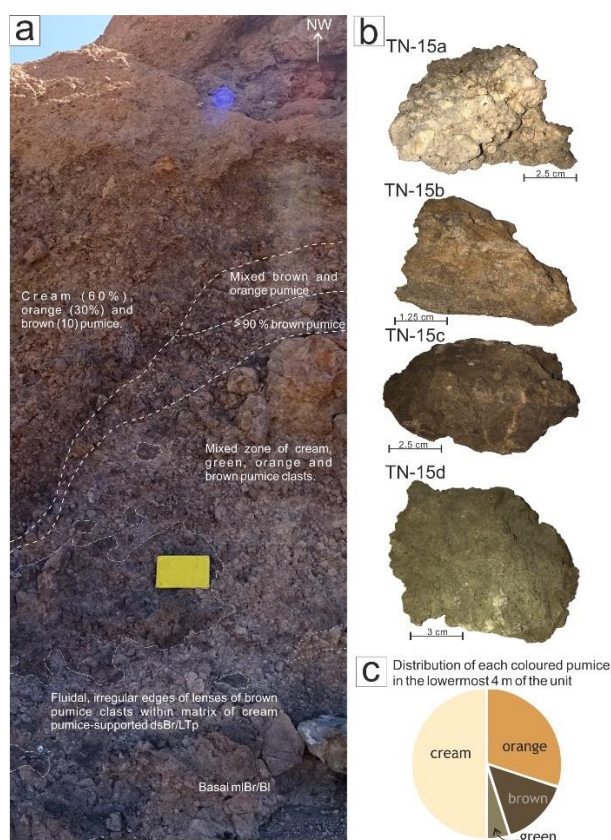 a
NW
Mixed brown and
orange pumice
Cream (60%),
orange (30%) and
brown (10) pumice.
>90 % brown pumice
Mixed zone of cream,
green, orange and
brown pumice clasts.
Fluidal, irregular edges of lenses of brown
pumice clasts within matrix of cream
pumice-supported dsBr/LTp
Basal mlBr/Bl
b
TN-15a
2.5 cm
TN-15b
1.25 cm
TN-15c
2.5 cm
TN-15d
3 cm
c
Distribution of each coloured pumice
in the lowermost 4 m of the unit
cream
orange
brown
green